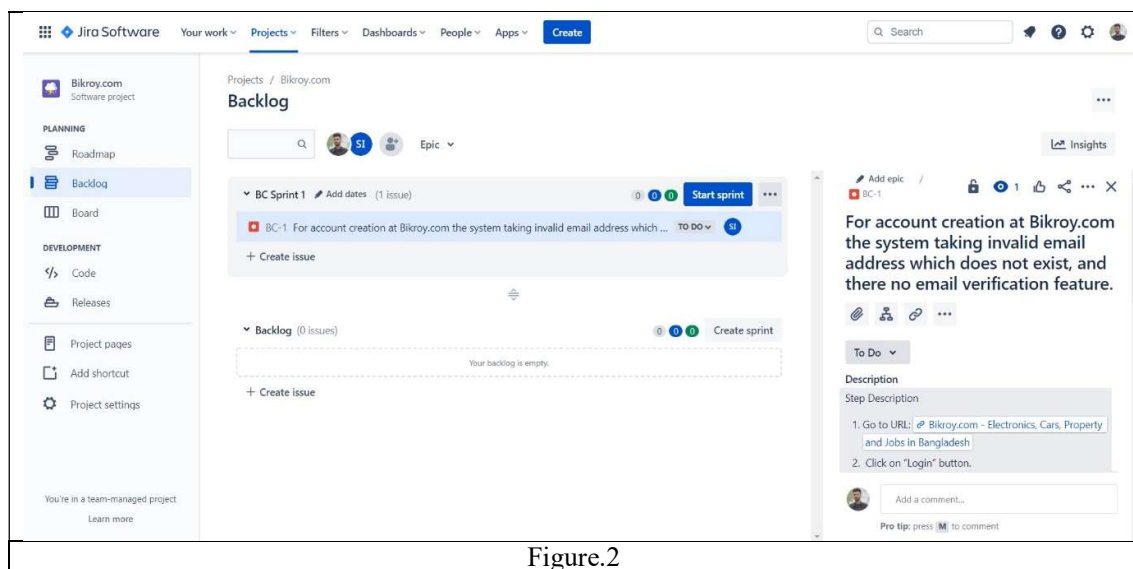 Jira Software Your work Projects Filters Dashboards People Apps Create Search
Bikroy.com
Software project
PLANNING
Roadmap
Backlog
Board
DEVELOPMENT
Code
Releases
Project pages
Add shortcut
Project settings
You're in a team-managed project
Learn more
Projects / Bikroy.com
Backlog
SI Epic Insights
BC Sprint 1 Add dates (1 issue) 0 0 0 Start sprint
BC-1 For account creation at Bikroy.com the system taking invalid email address which ... TO DO SI
+ Create issue
Backlog (0 issues) 0 0 0 Create sprint
Your backlog is empty.
+ Create issue
Add epic /
BC-1 1
For account creation at Bikroy.com
the system taking invalid email
address which does not exist, and
there no email verification feature.
To Do
Description
Step Description
1. Go to URL: Bikroy.com - Electronics, Cars, Property
and Jobs in Bangladesh
2. Click on "Login" button.
Add a comment...
Pro tip: press M to comment
Figure.2